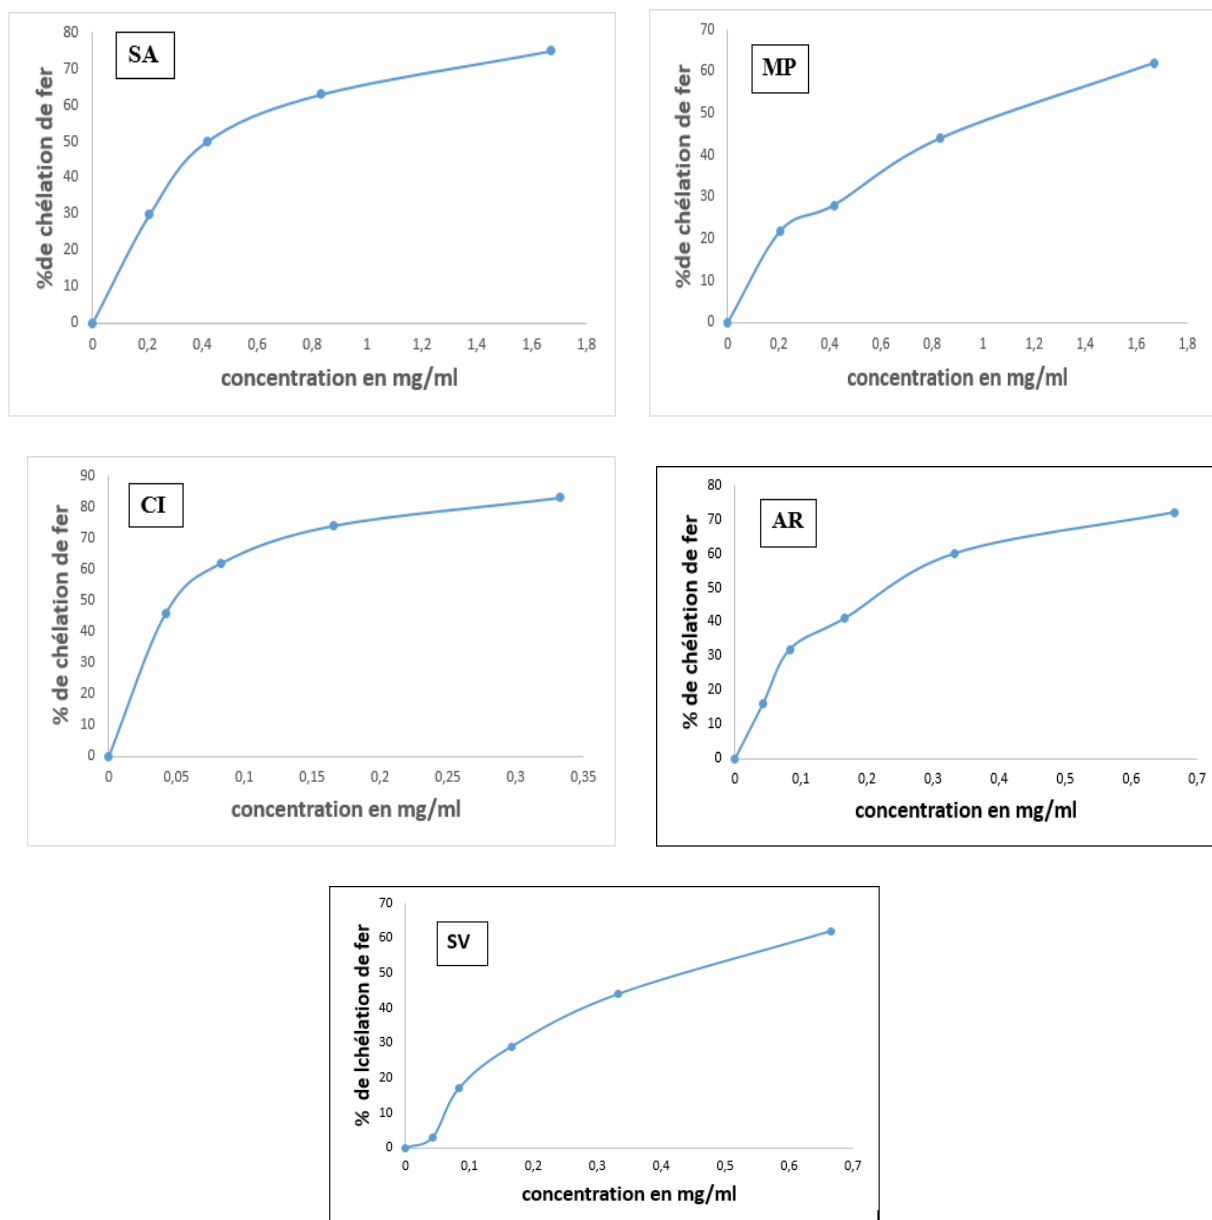 SA
%de chélation de fer
80
70
60
50
40
30
20
10
0
0 0,2 0,4 0,6 0,8 1 1,2 1,4 1,6 1,8
concentration en mg/ml
MP
%de chélation de fer
70
60
50
40
30
20
10
0
0 0,2 0,4 0,6 0,8 1 1,2 1,4 1,6 1,8
concentration en mg/ml
CI
% de chélation de fer
90
80
70
60
50
40
30
20
10
0
0 0,05 0,1 0,15 0,2 0,25 0,3 0,35
concentration en mg/ml
AR
% de chélation de fer
80
70
60
50
40
30
20
10
0
0 0,1 0,2 0,3 0,4 0,5 0,6 0,7
concentration en mg/ml
SV
% de lchélation de fer
70
60
50
40
30
20
10
0
0 0,1 0,2 0,3 0,4 0,5 0,6 0,7
concentration en mg/ml